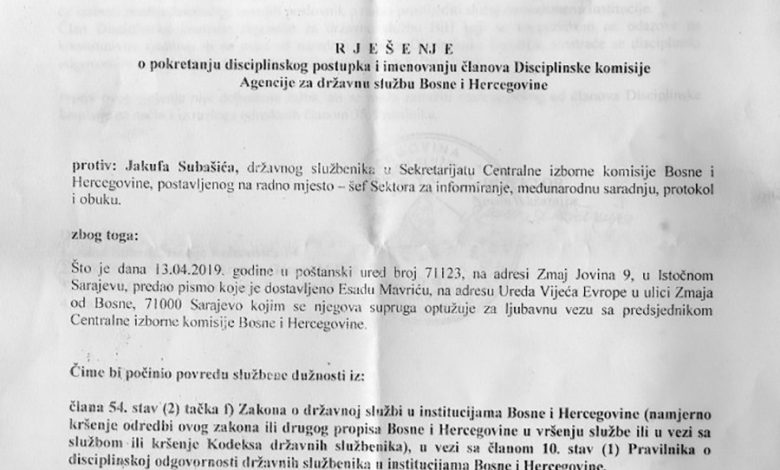 R J E Š E NJ E
o pokretanju disciplinskog postupka i imenovanju članova Disciplinske komisije
Agencije za državnu službu Bosne i Hercegovine
protiv: Jakufa Subašića, državnog službenika u Sekretarijatu Centralne izborne komisije Bosne i
Hercegovine, postavljenog na radno mjesto – šef Sektora za informiranje, međunarodnu saradnju, protokol
i obuku.
zbog toga:
Što je dana 13.04.2019. godine u poštanski ured broj 71123, na adresi Zmaj Jovina 9, u Istočnom
Sarajevu, predao pismo koje je dostavljeno Esadu Mavriću, na adresu Ureda Vijeća Evrope u ulici Zmaja
od Bosne, 71000 Sarajevo kojim se njegova supruga optužuje za ljubavnu vezu sa predsjednikom
Centralne izborne komisije Bosne i Hercegovine.
Čime bi počinio povredu službene dužnosti iz:
člana 54. stav (2) tačka f) Zakona o državnoj službi u institucijama Bosne i Hercegovine (namjerno
kršenje odredbi ovog zakona ili drugog propisa Bosne i Hercegovine u vršenju službe ili u vezi sa
službom ili kršenje Kodeksa državnih službenika), u vezi sa članom 10. stav (1) Pravilnika o
disciplinskoj odgovornosti državnih službenika u institucijama Bosne i Hercegovine.